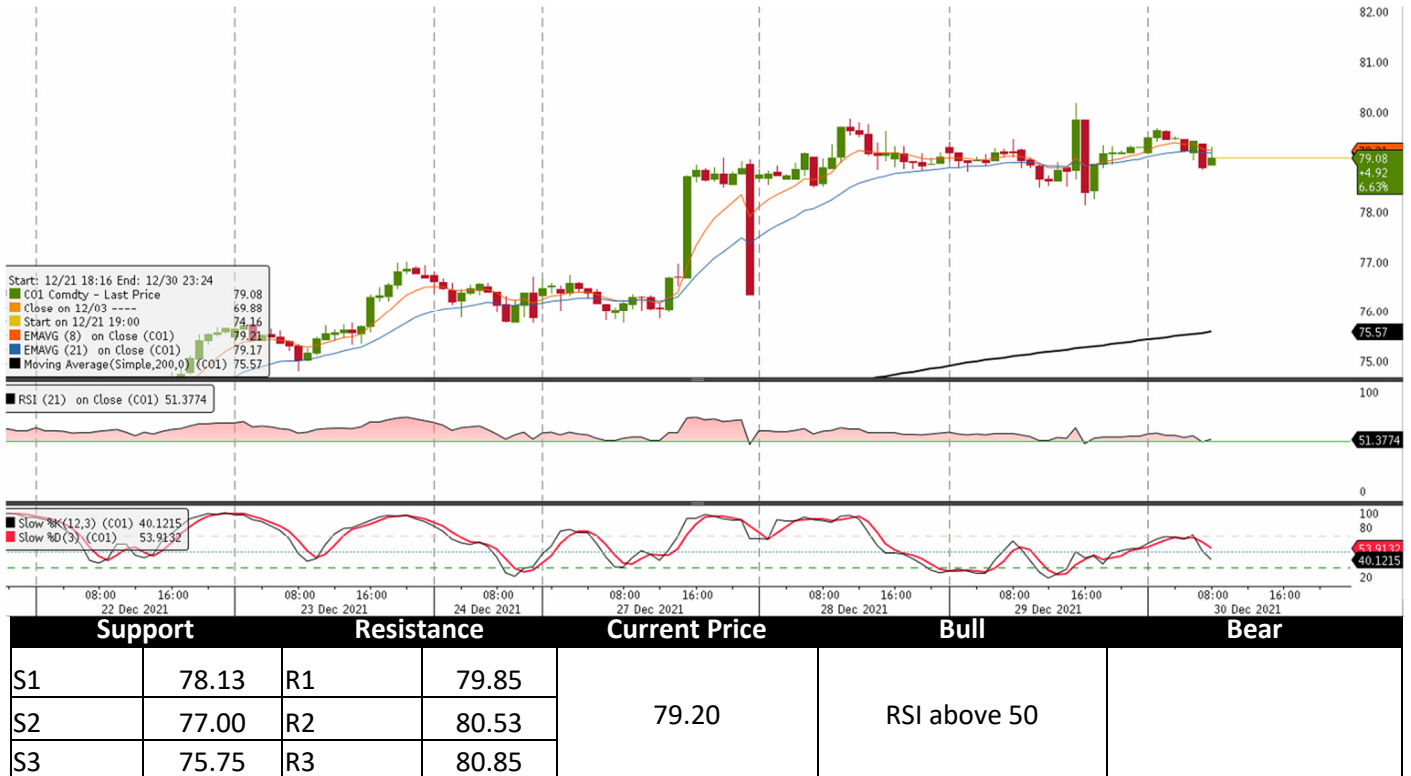 82.00
81.00
80.00
79.08
+4.92
6.63%
78.00
77.00
76.00
75.57
75.00
Start: 12/21 18:16 End: 12/30 23:24
CO1 Comdty - Last Price 79.08
Close on 12/03 ---- 69.88
Start on 12/21 19:00 74.16
EMAVG (8) on Close (CO1) 79.21
EMAVG (21) on Close (CO1) 79.17
Moving Average(Simple,200,0) (CO1) 75.57
100
RSI (21) on Close (CO1) 51.3774
51.3774
0
Slow %K(12,3) (CO1) 40.1215
Slow %D(3) (CO1) 53.9132
100
80
53.9132
40.1215
20
08:00 16:00 08:00 16:00 08:00 08:00 16:00 08:00 16:00 08:00 16:00 08:00 16:00
22 Dec 2021 23 Dec 2021 24 Dec 2021 27 Dec 2021 28 Dec 2021 29 Dec 2021 30 Dec 2021
Support Resistance Current Price Bull Bear
S1 78.13 R1 79.85
79.20 RSI above 50
S2 77.00 R2 80.53
S3 75.75 R3 80.85